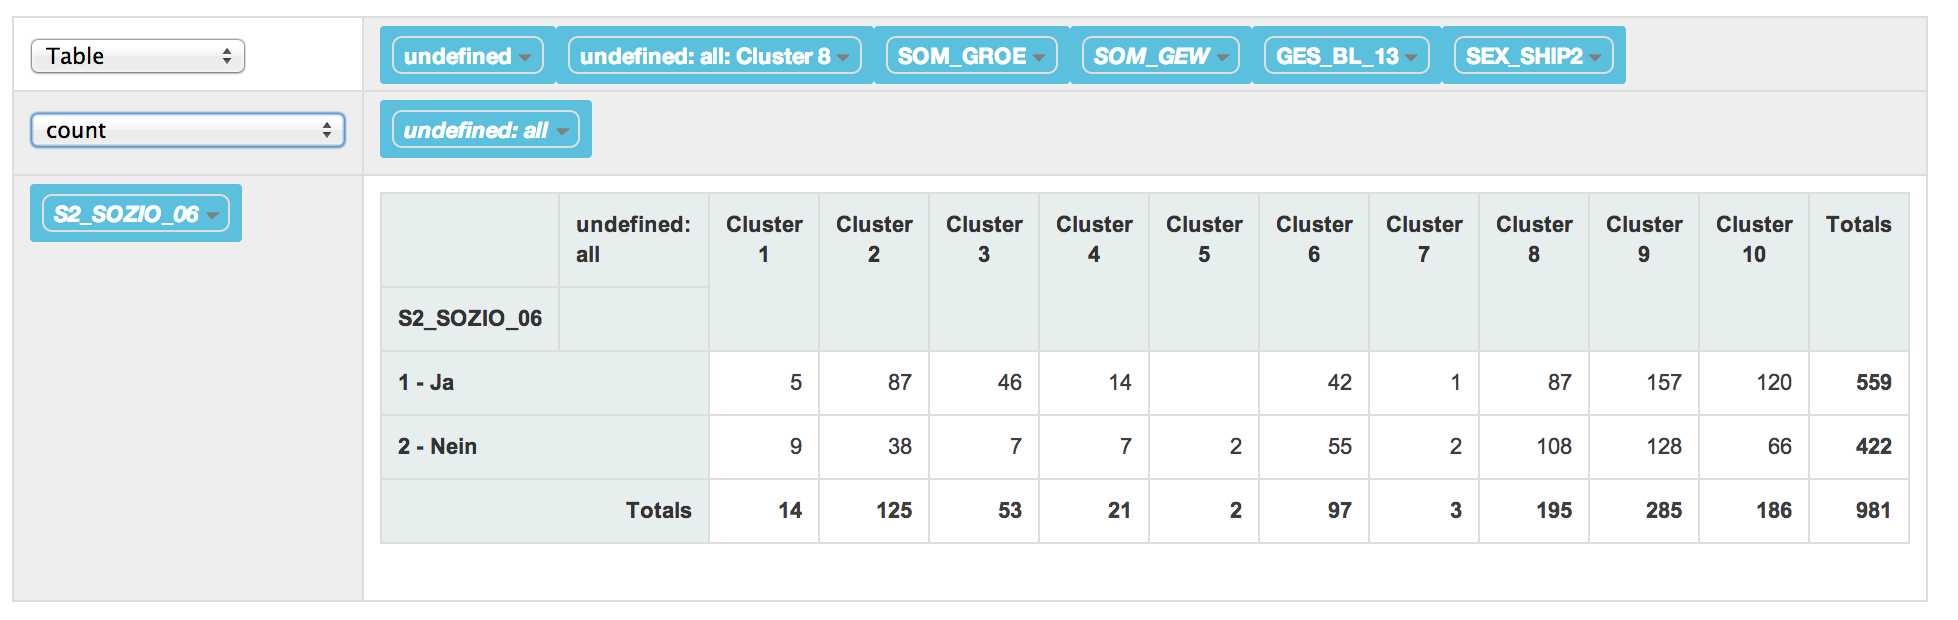 Table undefined undefined: all: Cluster 8 SOM_GROE SOM_GEW GES_BL_13 SEX_SHIP2
count undefined: all
S2_SOZIO_06
undefined: all Cluster 1 Cluster 2 Cluster 3 Cluster 4 Cluster 5 Cluster 6 Cluster 7 Cluster 8 Cluster 9 Cluster 10 Totals
S2_SOZIO_06
1 - Ja 5 87 46 14 42 1 87 157 120 559
2 - Nein 9 38 7 7 2 55 2 108 128 66 422
Totals 14 125 53 21 2 97 3 195 285 186 981